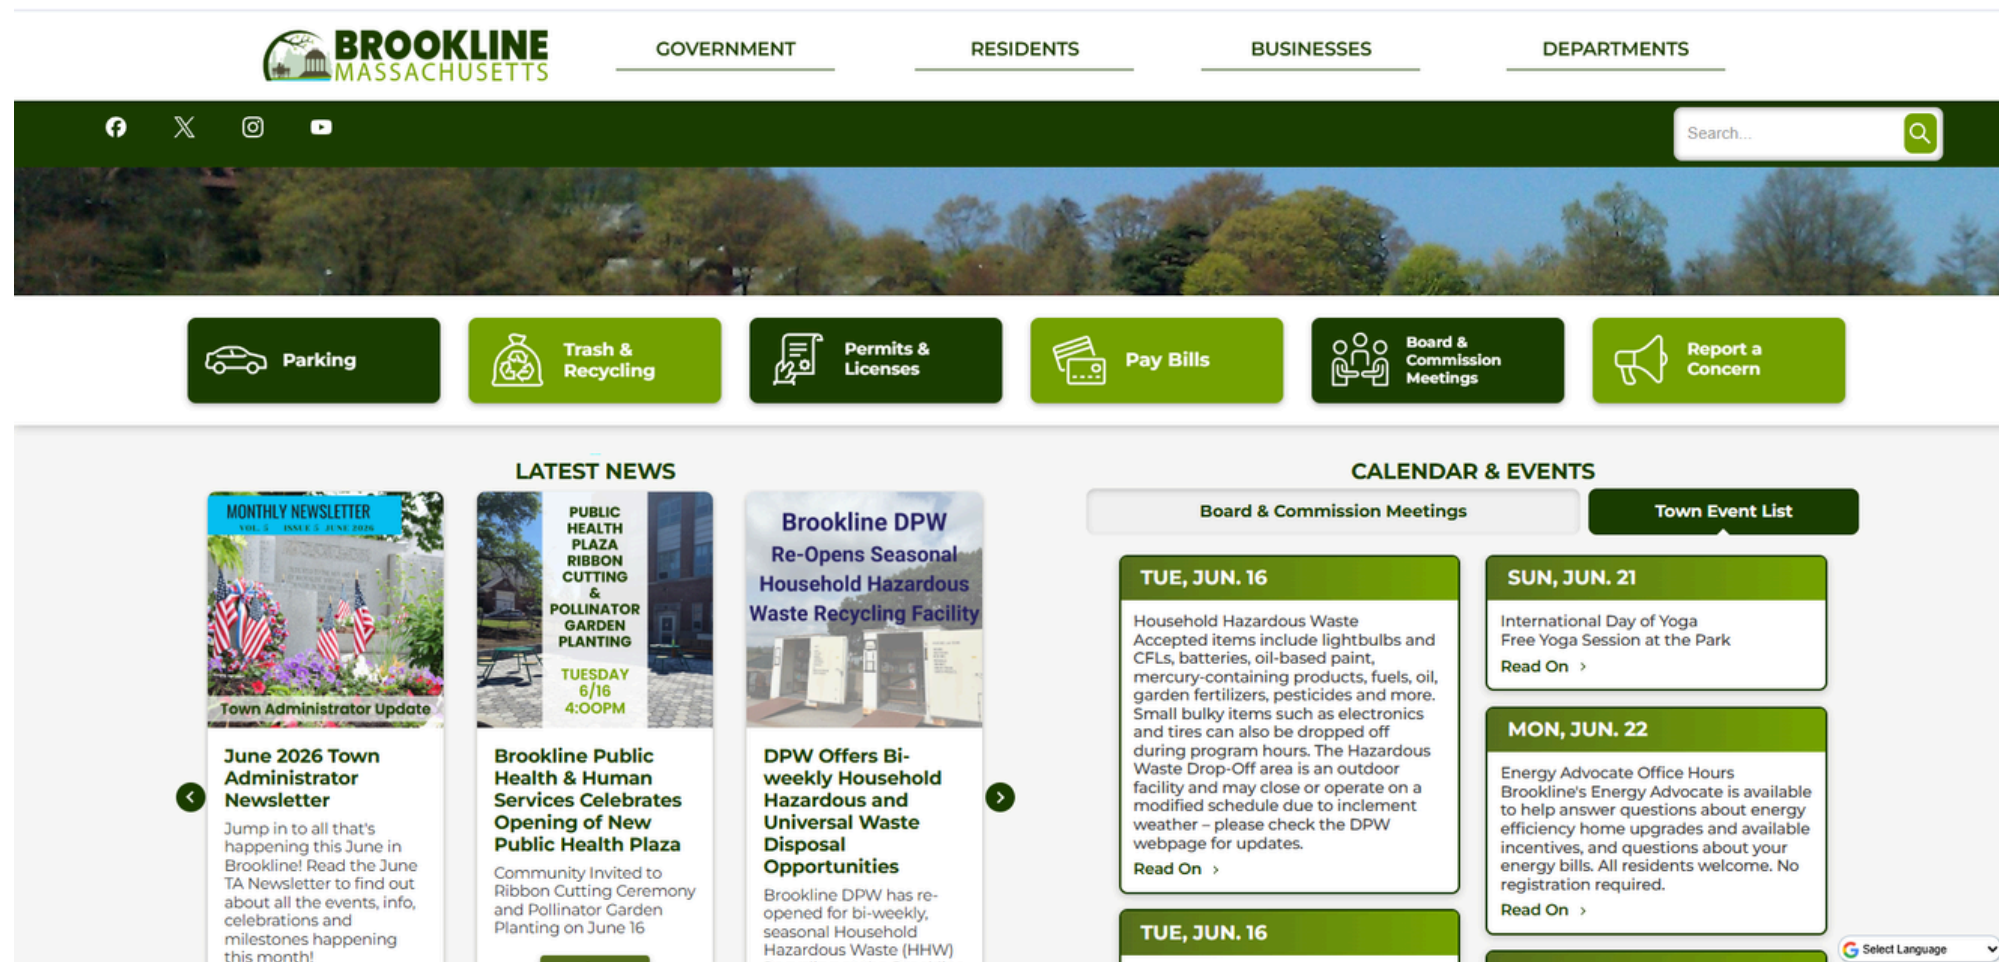 BROOKLINE
MASSACHUSETTS
GOVERNMENT
RESIDENTS
BUSINESSES
DEPARTMENTS
Search...
Parking
Trash &
Recycling
Permits &
Licenses
Pay Bills
Board &
Commission
Meetings
Report a
Concern
LATEST NEWS
MONTHLY NEWSLETTER
VOL. 5 ISSUE 5 JUNE 2026
Town Administrator Update
June 2026 Town
Administrator
Newsletter
Jump in to all that's
happening this June in
Brookline! Read the June
TA Newsletter to find out
about all the events, info,
celebrations and
milestones happening
this month!
PUBLIC
HEALTH
PLAZA
RIBBON
CUTTING
&
POLLINATOR
GARDEN
PLANTING
TUESDAY
6/16
4:00PM
Brookline Public
Health & Human
Services Celebrates
Opening of New
Public Health Plaza
Community Invited to
Ribbon Cutting Ceremony
and Pollinator Garden
Planting on June 16
Brookline DPW
Re-Opens Seasonal
Household Hazardous
Waste Recycling Facility
DPW Offers Bi-
weekly Household
Hazardous and
Universal Waste
Disposal
Opportunities
Brookline DPW has re-
opened for bi-weekly,
seasonal Household
Hazardous Waste (HHW)
CALENDAR & EVENTS
Board & Commission Meetings
Town Event List
TUE, JUN. 16
Household Hazardous Waste
Accepted items include lightbulbs and
CFLs, batteries, oil-based paint,
mercury-containing products, fuels, oil,
garden fertilizers, pesticides and more.
Small bulky items such as electronics
and tires can also be dropped off
during program hours. The Hazardous
Waste Drop-Off area is an outdoor
facility and may close or operate on a
modified schedule due to inclement
weather – please check the DPW
webpage for updates.
Read On >
TUE, JUN. 16
SUN, JUN. 21
International Day of Yoga
Free Yoga Session at the Park
Read On >
MON, JUN. 22
Energy Advocate Office Hours
Brookline's Energy Advocate is available
to help answer questions about energy
efficiency home upgrades and available
incentives, and questions about your
energy bills. All residents welcome. No
registration required.
Read On >
Select Language